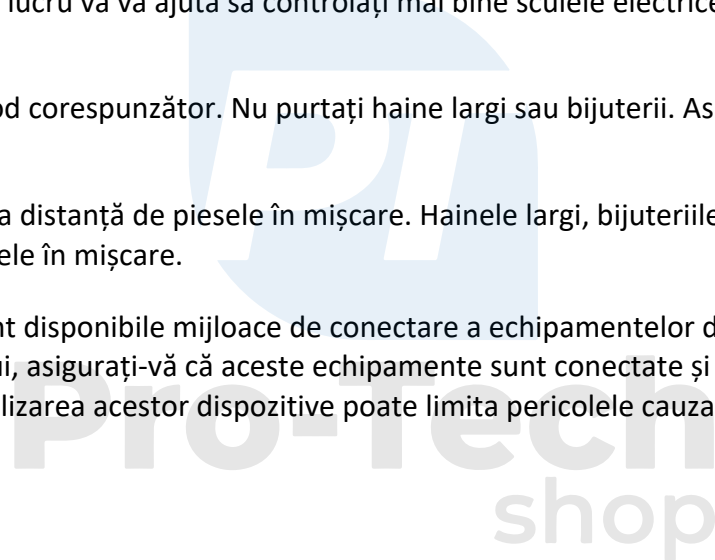 lucru vă va ajuta să controlați mai bine sculele electrice
od corespunzător. Nu purtați haine largi sau bijuterii. As
a distanță de piesele în mișcare. Hainele largi, bijuteriile
ele în mișcare.
nt disponibile mijloace de conectare a echipamentelor d
ui, asigurați-vă că aceste echipamente sunt conectate și
lizarea acestor dispozitive poate limita pericolele cauza
PT
Pro-Tech
shop